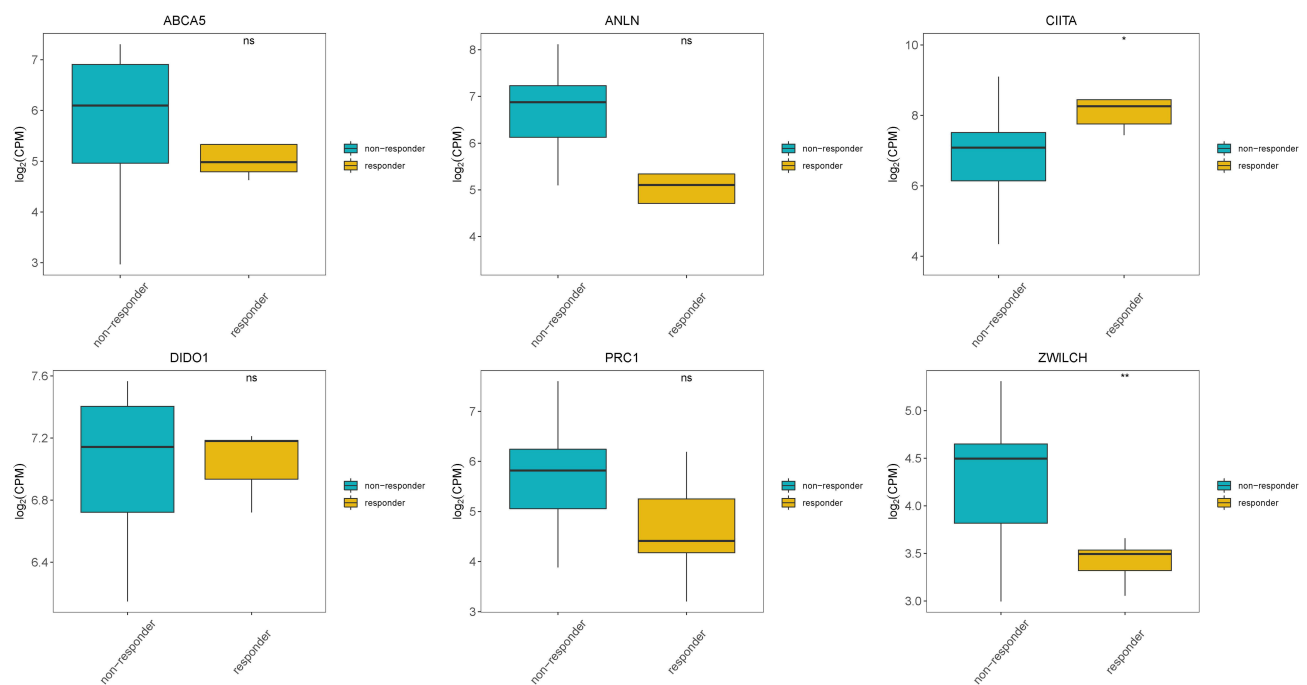 ABCA5
ns
7
6
5
4
3
log2(CPM)
non-responder
responder
non-responder
responder
ANLN
ns
8
7
6
5
4
log2(CPM)
non-responder
responder
non-responder
responder
CIITA
*
10
8
6
4
log2(CPM)
non-responder
responder
non-responder
responder
DIDO1
ns
7.6
7.2
6.8
6.4
log2(CPM)
non-responder
responder
non-responder
responder
PRC1
ns
7
6
5
4
3
log2(CPM)
non-responder
responder
non-responder
responder
ZWILCH
**
5.0
4.5
4.0
3.5
3.0
log2(CPM)
non-responder
responder
non-responder
responder